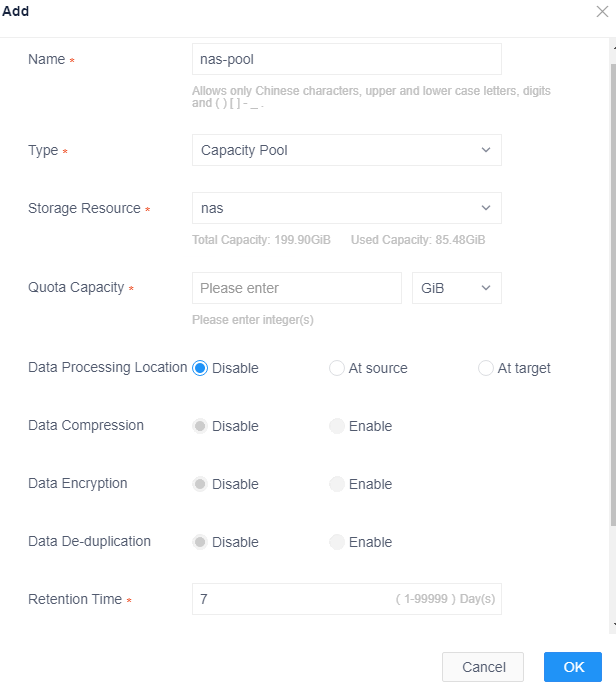 Add
Name *
nas-pool
Allows only Chinese characters, upper and lower case letters, digits
and ( ) [ ] - _ .
Type *
Capacity Pool
Storage Resource *
nas
Total Capacity: 199.90GiB Used Capacity: 85.48GiB
Quota Capacity *
Please enter
GiB
Please enter integer(s)
Data Processing Location Disable At source At target
Data Compression Disable Enable
Data Encryption Disable Enable
Data De-duplication Disable Enable
Retention Time * 7 ( 1-99999 ) Day(s)
Cancel OK